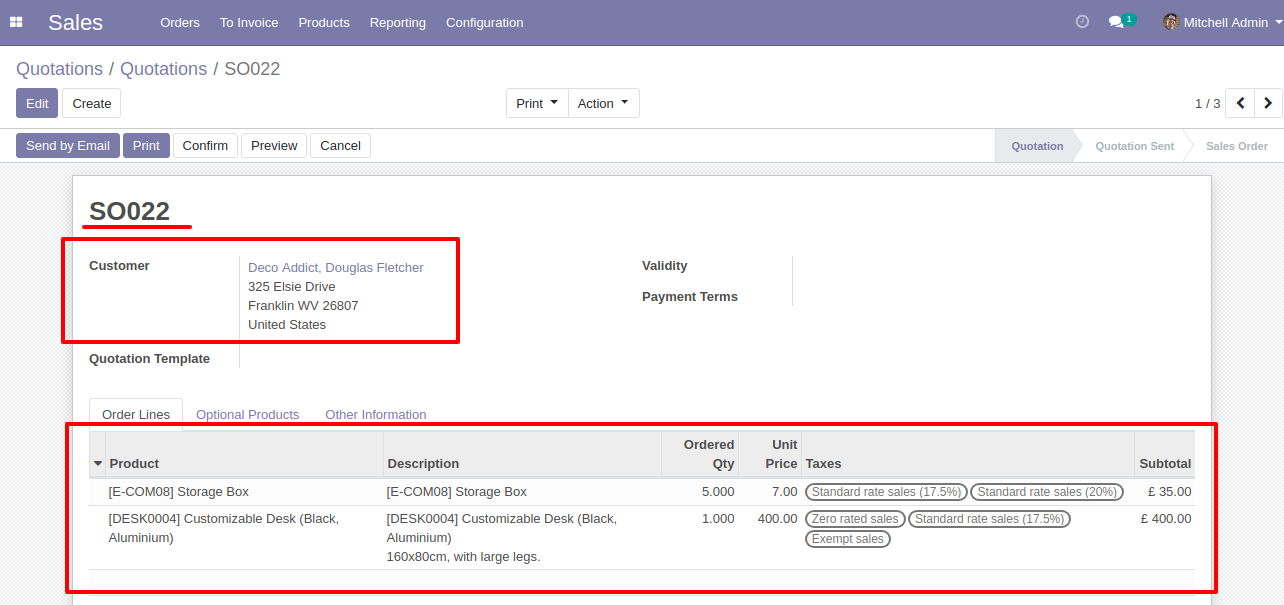 Sales Orders To Invoice Products Reporting Configuration 1 Mitchell Admin
Quotations / Quotations / SO022
Edit Create Print Action 1 / 3
Send by Email Print Confirm Preview Cancel Quotation Quotation Sent Sales Order
SO022
Customer
Deco Addict, Douglas Fletcher
325 Elsie Drive
Franklin WV 26807
United States
Quotation Template
Validity
Payment Terms
Order Lines Optional Products Other Information
Product Description Ordered Qty Unit Price Taxes Subtotal
[E-COM08] Storage Box [E-COM08] Storage Box 5.000 7.00 Standard rate sales (17.5%) Standard rate sales (20%) £ 35.00
[DESK0004] Customizable Desk (Black, [DESK0004] Customizable Desk (Black, 1.000 400.00 Zero rated sales Standard rate sales (17.5%) £ 400.00
Aluminium) Aluminium) Exempt sales
160x80cm, with large legs.